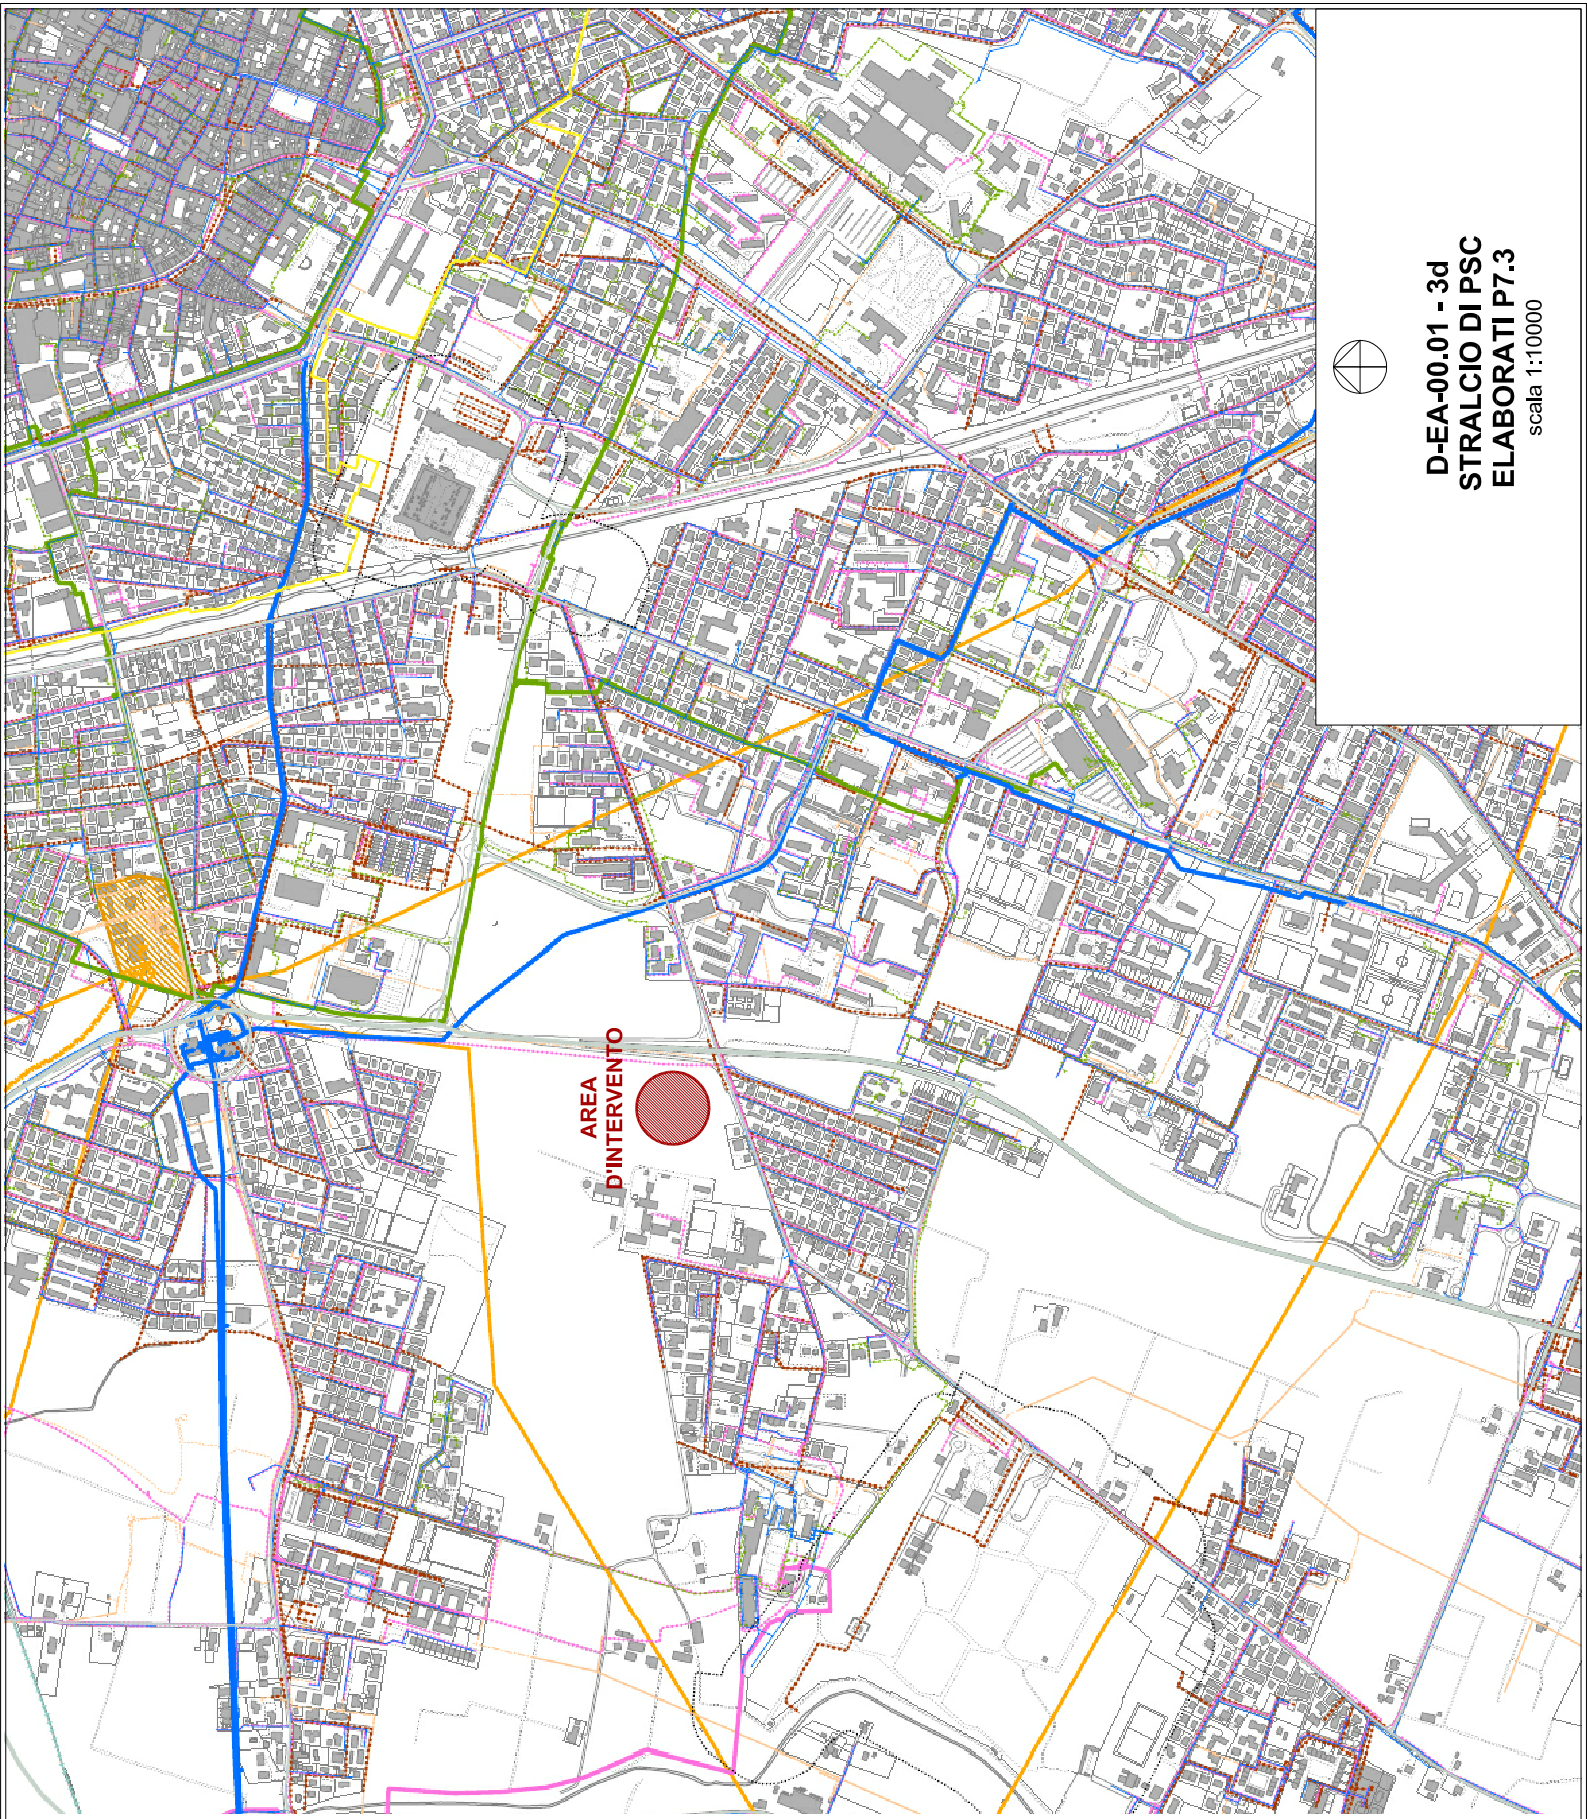 D-EA-00.01 - 3d
STRALCIO DI PSC
ELABORATI P7.3
scala 1:10000
AREA
D'INTERVENTO